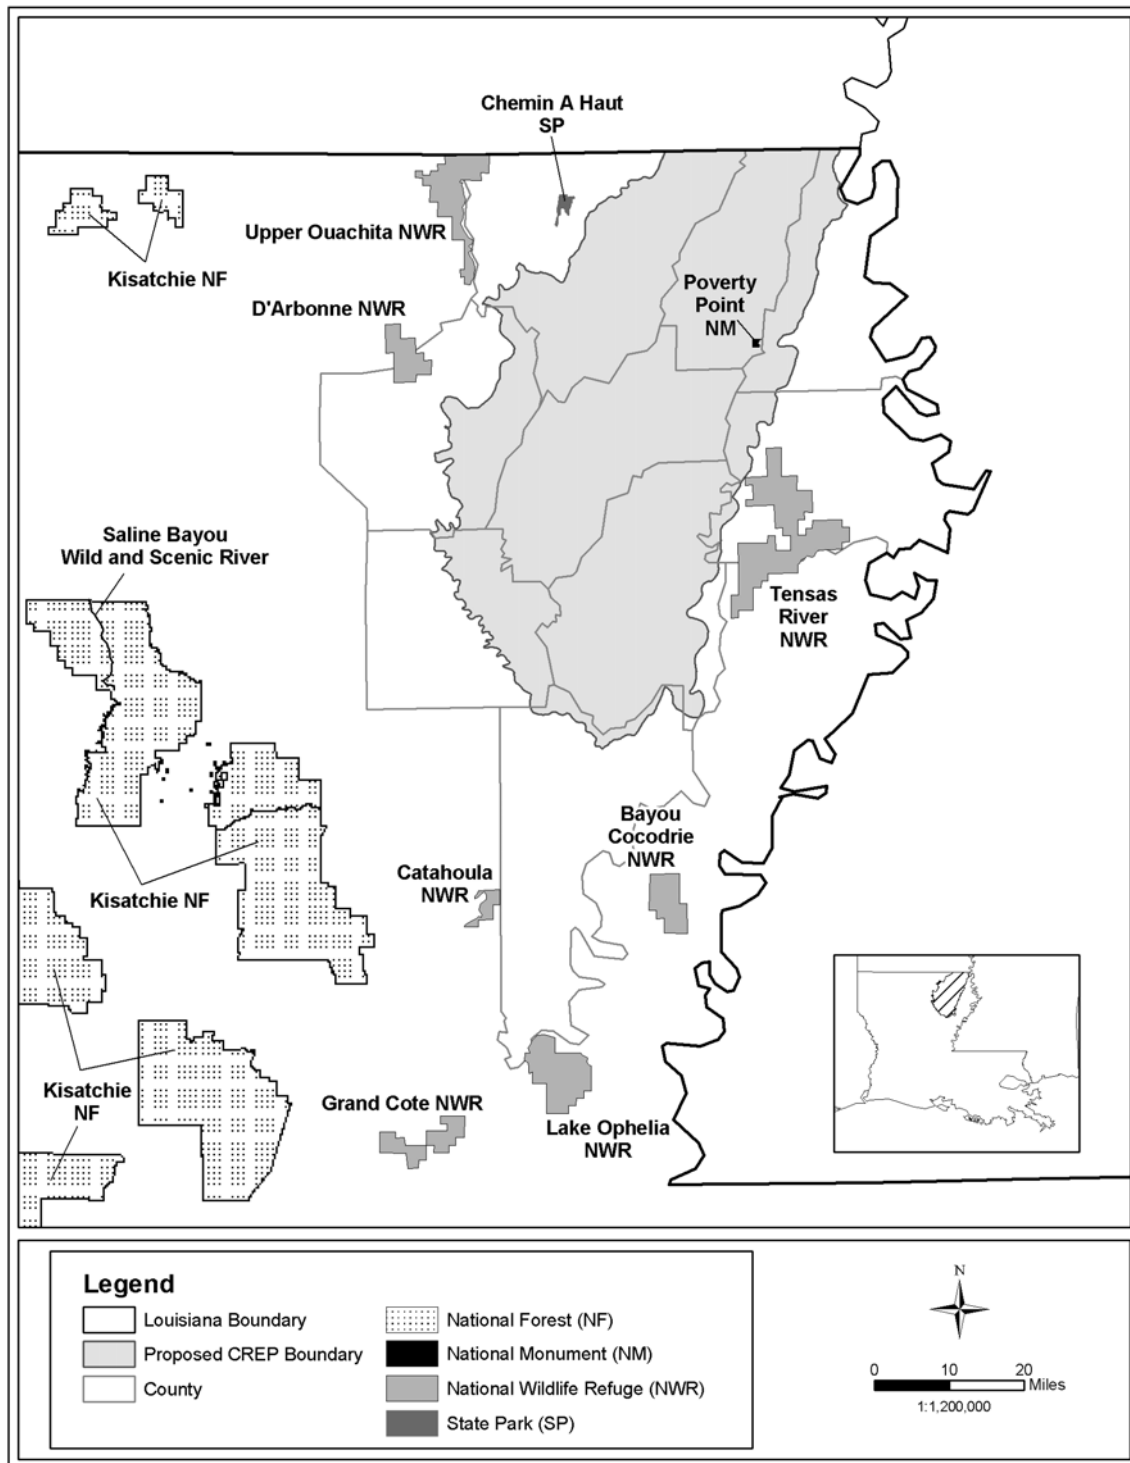 Chemin A Haut
SP
Upper Ouachita NWR
Kisatchie NF
D'Arbonne NWR
Poverty
Point
NM
Saline Bayou
Wild and Scenic River
Tensas
River
NWR
Bayou
Cocodrie
NWR
Catahoula
NWR
Kisatchie NF
Kisatchie
NF
Grand Cote NWR
Lake Ophelia
NWR
Legend
Louisiana Boundary
Proposed CREP Boundary
County
National Forest (NF)
National Monument (NM)
National Wildlife Refuge (NWR)
State Park (SP)
N
0 10 20
Miles
1:1,200,000